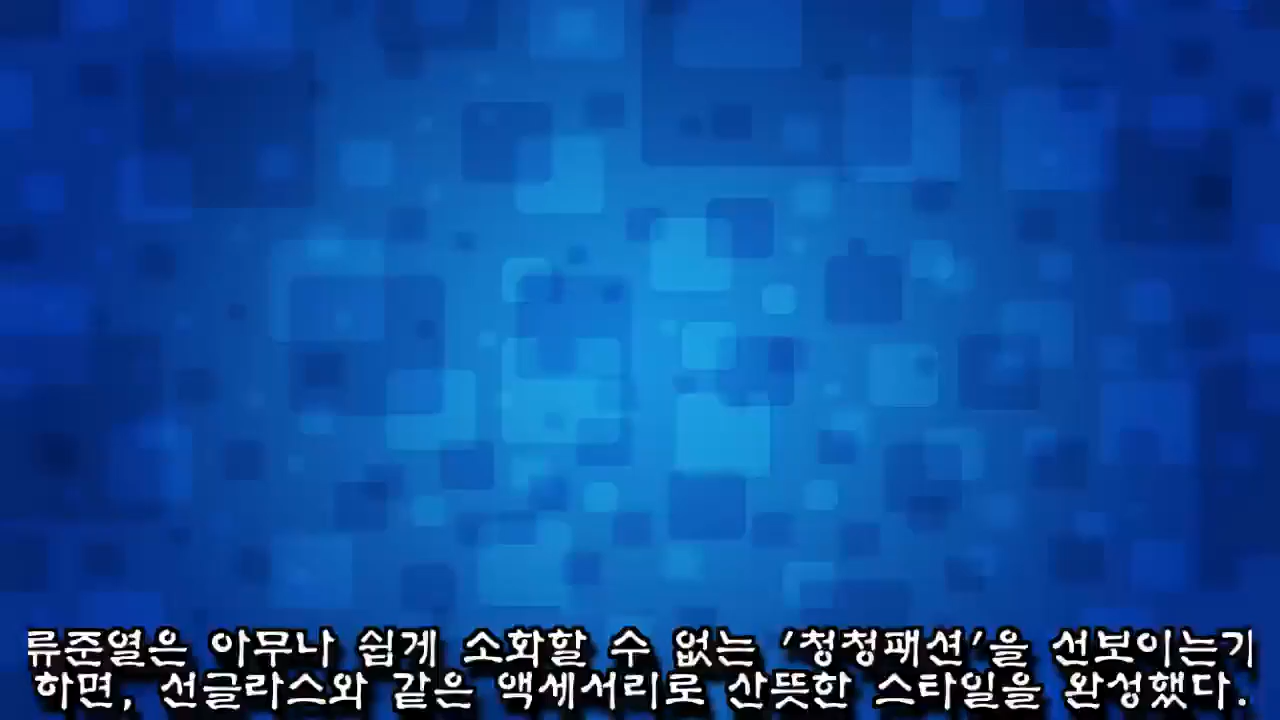 류준열은 아무나 쉽게 소화할 수 없는 '청청패션'을 선보이는기
하면, 선글라스와 같은 액세서리로 산뜻한 스타일을 완성했다.